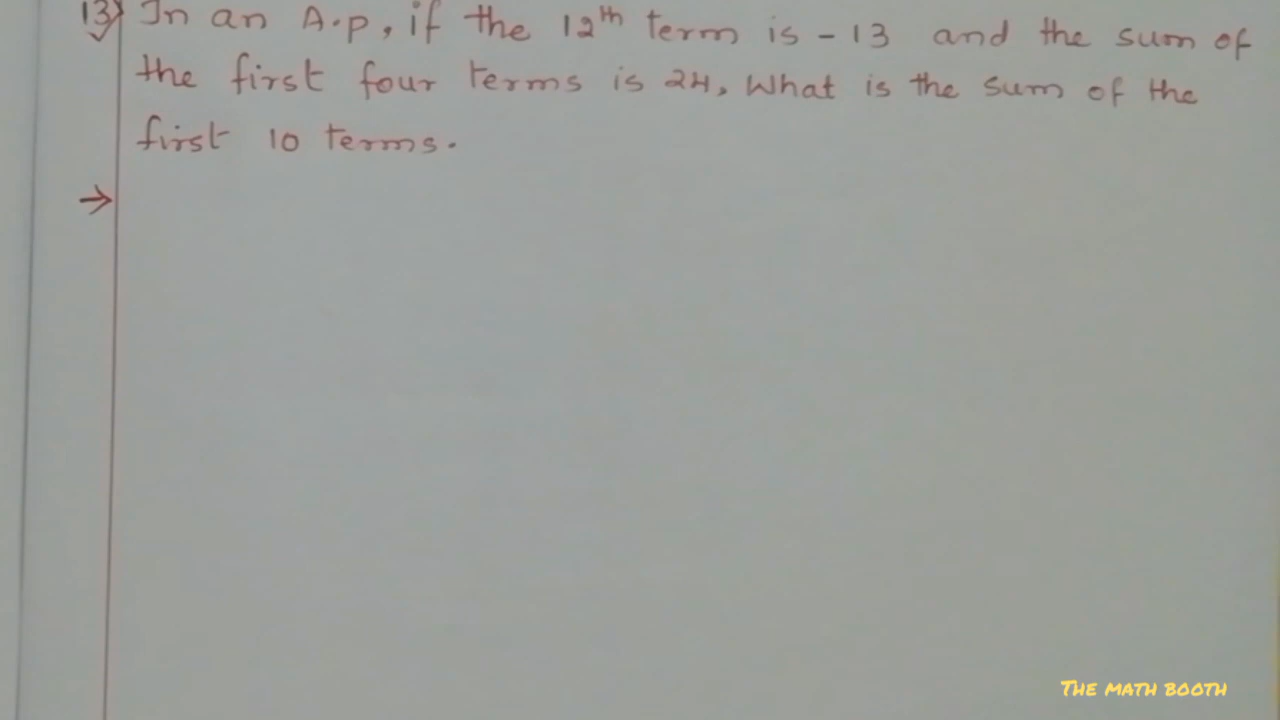 13) In an A.P, if the 12th term is -13 and the sum of
the first four terms is 24, What is the sum of the
first 10 terms.
→
THE MATH BOOTH